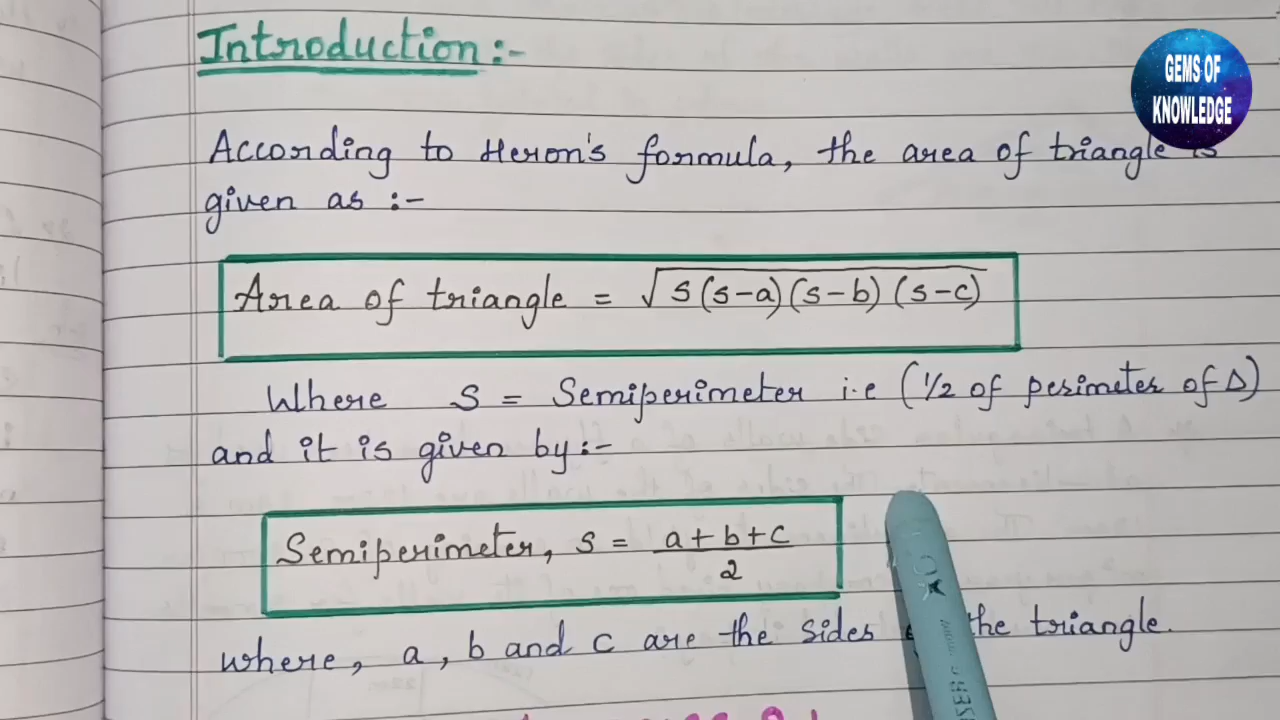 Introduction:-
GEMS OF
KNOWLEDGE
According to Heron's formula, the area of triangle is
given as :-
Area of triangle = √s(s-a)(s-b)(s-c)
Where s = Semiperimeter i.e (1/2 of perimeter of Δ)
and it is given by:-
Semiperimeter, s = a+b+c
2
where, a, b and c are the sides the triangle.